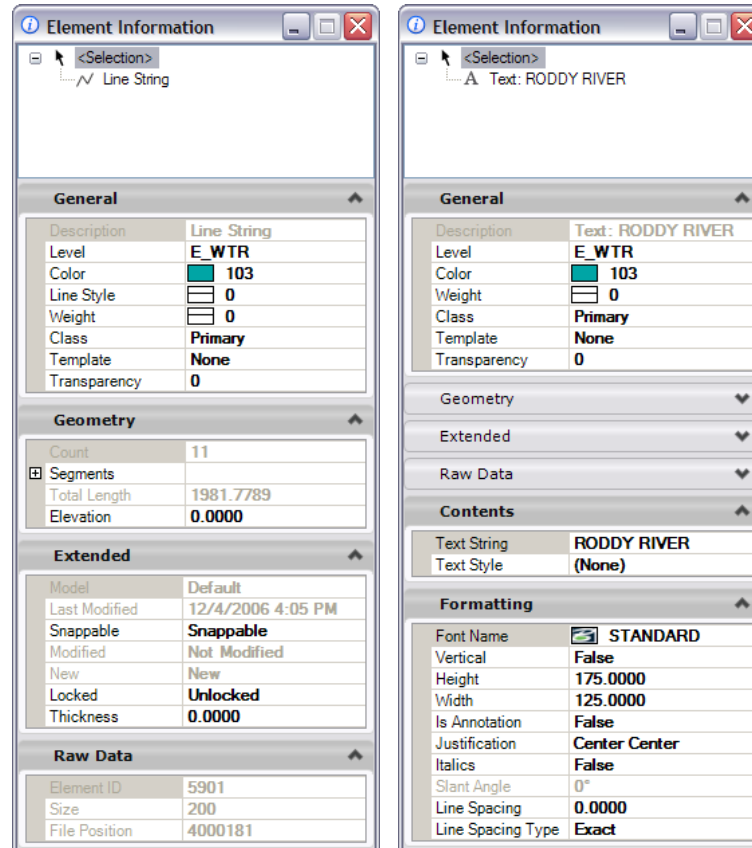 Element Information
<Selection>
Line String
General
Description Line String
Level E_WTR
Color 103
Line Style 0
Weight 0
Class Primary
Template None
Transparency 0
Geometry
Count 11
Segments
Total Length 1981.7789
Elevation 0.0000
Extended
Model Default
Last Modified 12/4/2006 4:05 PM
Snappable Snappable
Modified Not Modified
New New
Locked Unlocked
Thickness 0.0000
Raw Data
Element ID 5901
Size 200
File Position 4000181
Element Information
<Selection>
A Text: RODDY RIVER
General
Description Text: RODDY RIVER
Level E_WTR
Color 103
Weight 0
Class Primary
Template None
Transparency 0
Geometry
Extended
Raw Data
Contents
Text String RODDY RIVER
Text Style (None)
Formatting
Font Name STANDARD
Vertical False
Height 175.0000
Width 125.0000
Is Annotation False
Justification Center Center
Italics False
Slant Angle 0°
Line Spacing 0.0000
Line Spacing Type Exact